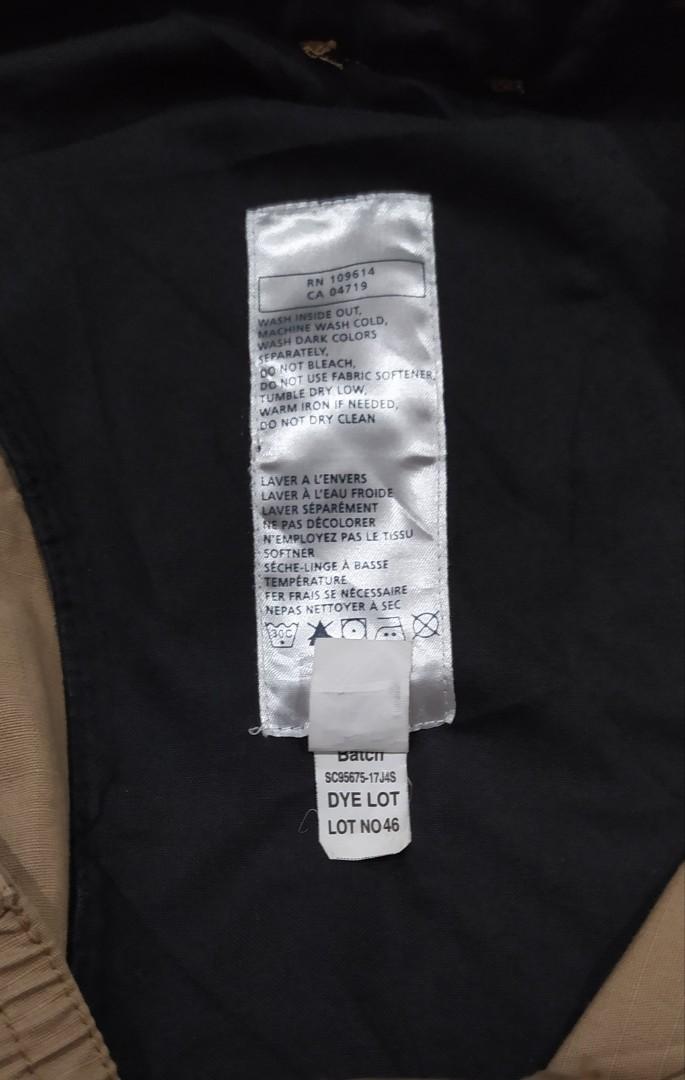 RN 109614
CA 04719
WASH INSIDE OUT,
MACHINE WASH COLD,
WASH DARK COLORS
SEPARATELY,
DO NOT BLEACH,
DO NOT USE FABRIC SOFTENER,
TUMBLE DRY LOW,
WARM IRON IF NEEDED,
DO NOT DRY CLEAN
LAVER A L'ENVERS
LAVER À L'EAU FROIDE
LAVER SÉPARÉMENT
NE PAS DÉCOLORER
N'EMPLOYEZ PAS LE TISSU
SOFTNER
SÈCHE-LINGE À BASSE
TEMPÉRATURE
FER FRAIS SE NÉCESSAIRE
NEPAS NETTOYER À SEC
30C
Batch
SC95675-17J4S
DYE LOT
LOT NO 46